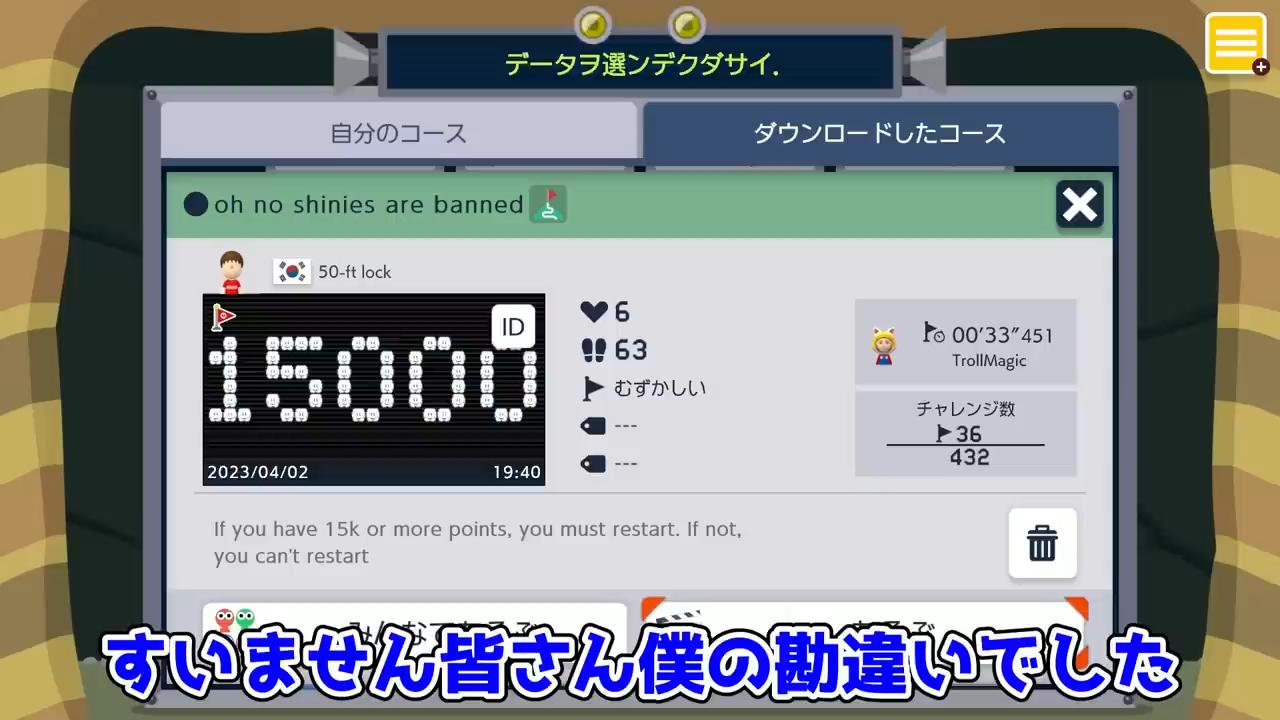 データヲ選ンデクダサイ.
自分のコース
ダウンロードしたコース
oh no shinies are banned
50-ft lock
ID
15000
2023/04/02 19:40
6
63
むずかしい
---
---
00'33"451
TrollMagic
チャレンジ数
36
432
If you have 15k or more points, you must restart. If not,
you can't restart
すいません皆さん僕の勘違いでした